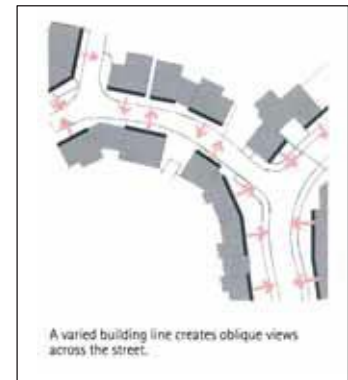 A varied building line creates oblique views
across the street.